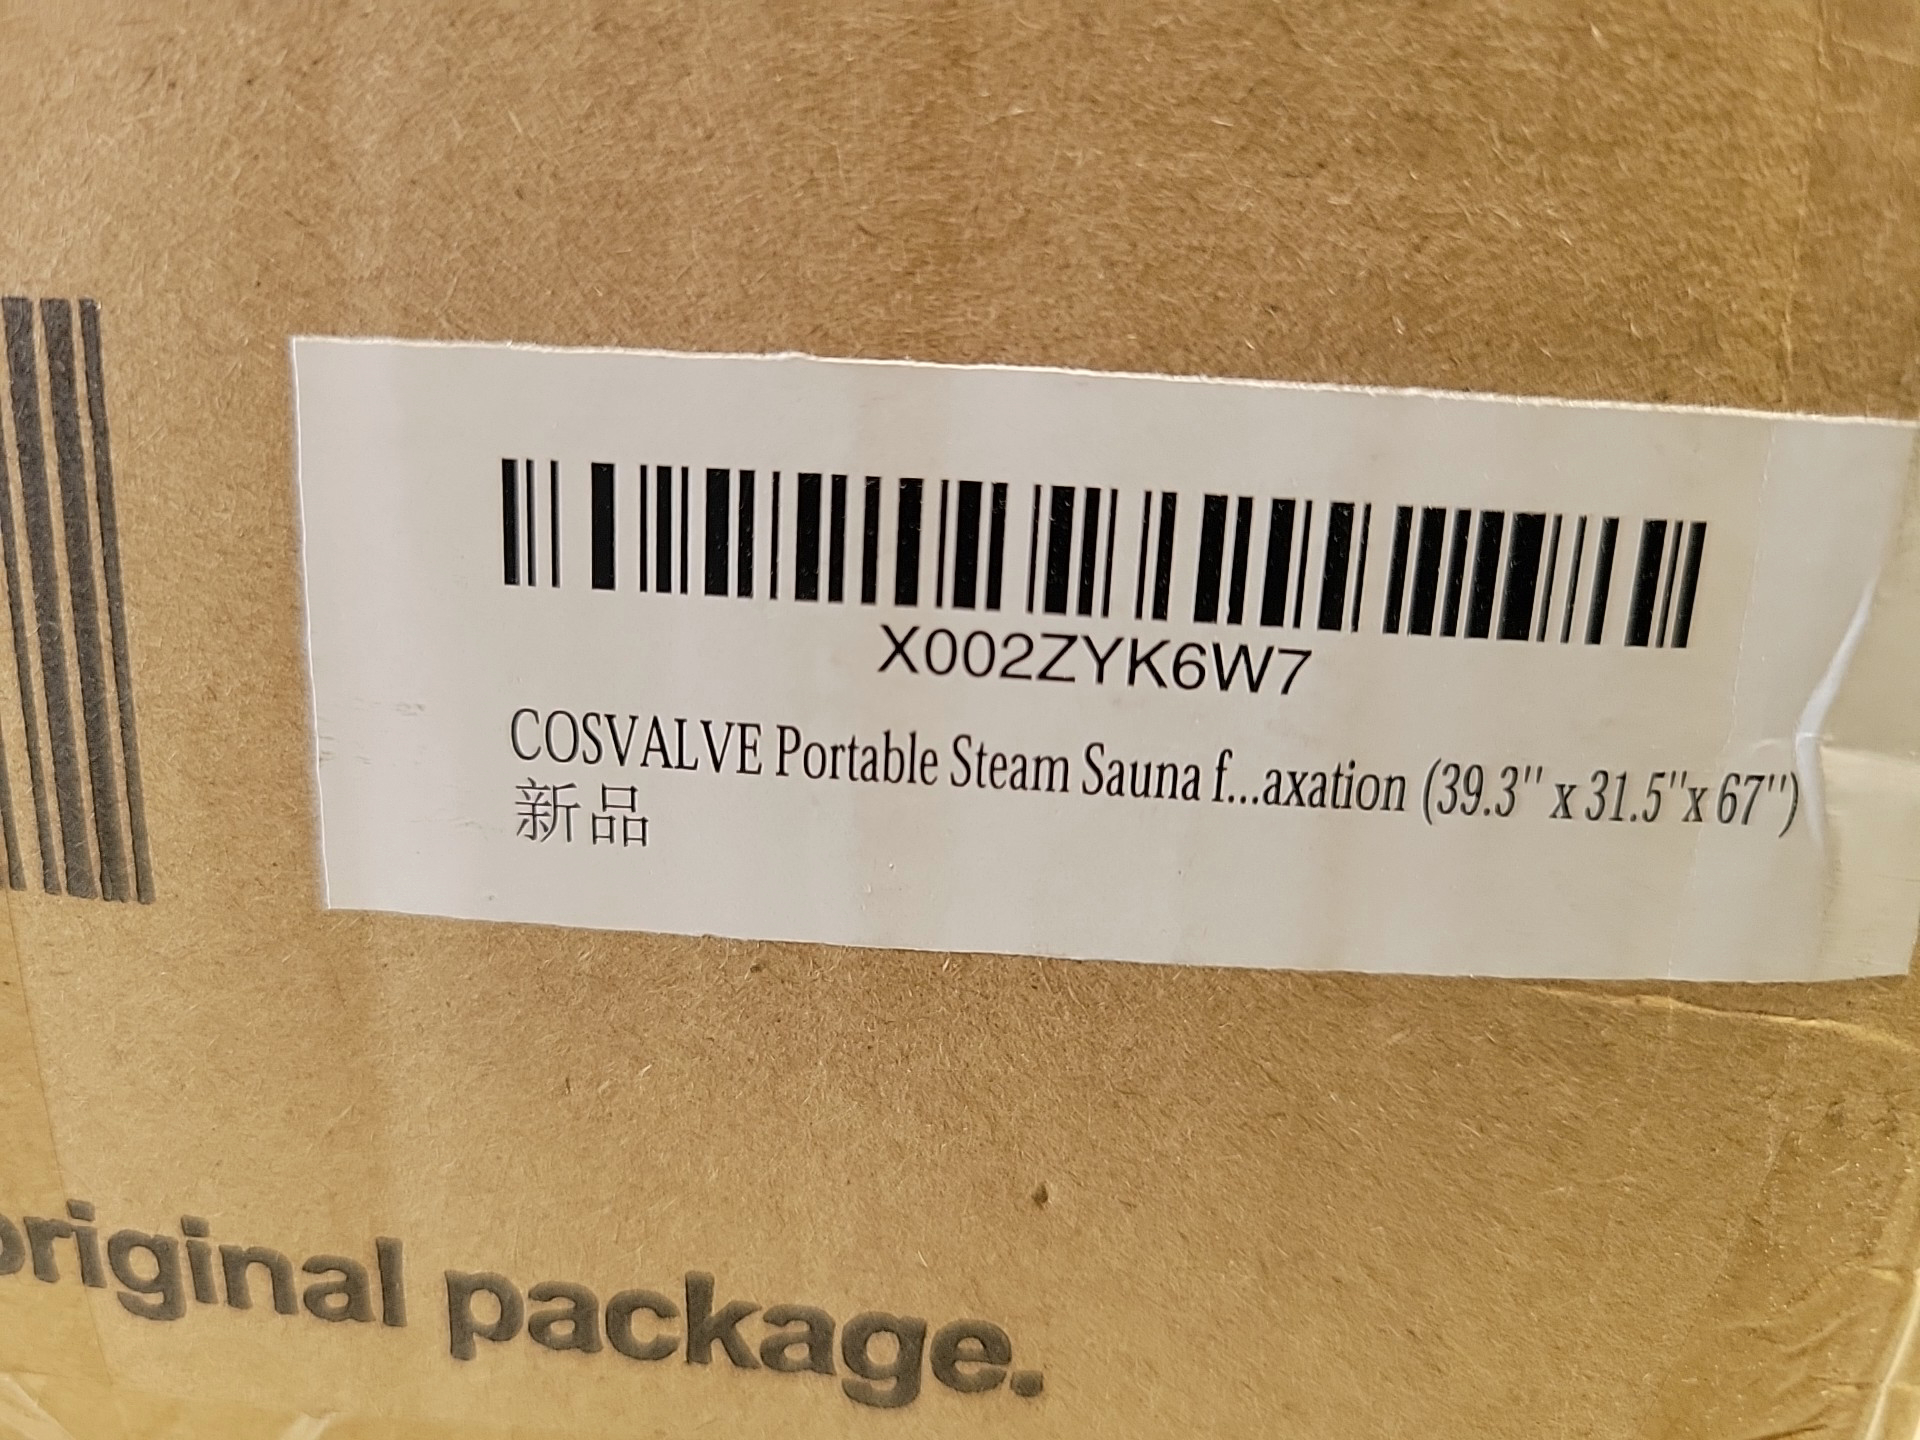 X002ZYK6W7
COSVALVE Portable Steam Sauna f...axation (39.3" x 31.5"x 67")
新品
original package.